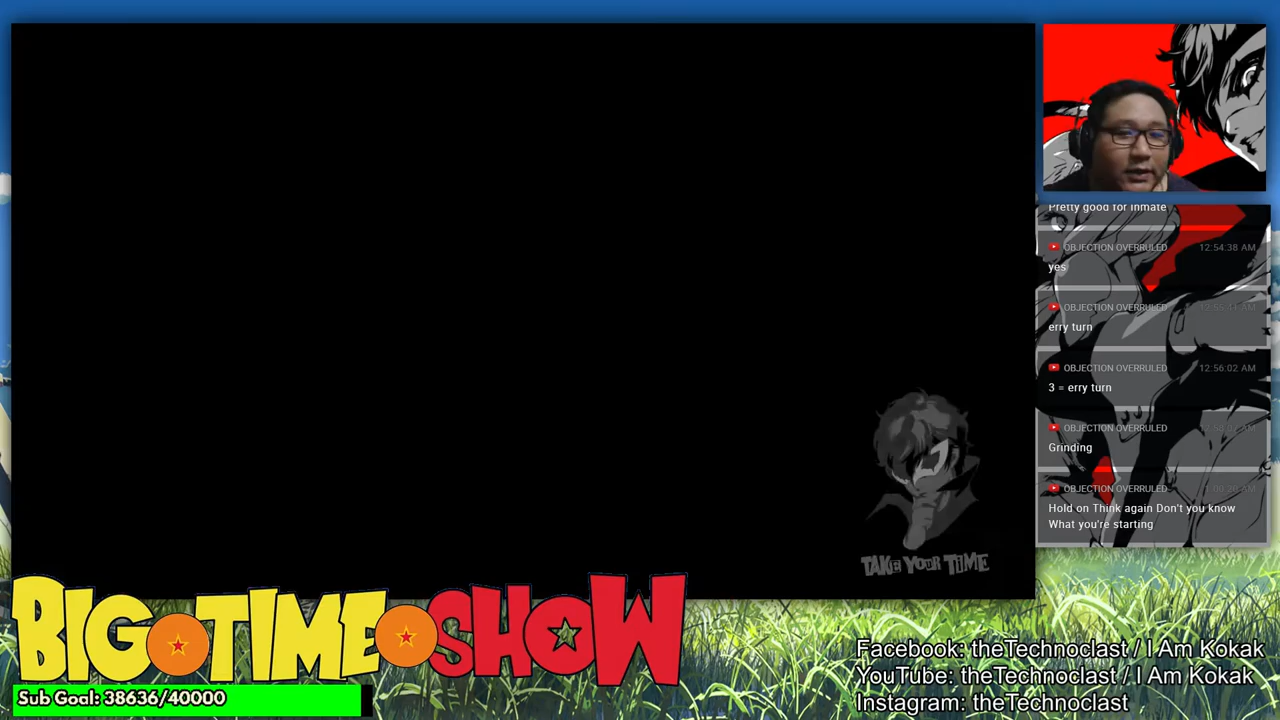 Pretty good for inmate
OBJECTION OVERRULED 12:54:38 AM
yes
OBJECTION OVERRULED
erry turn
OBJECTION OVERRULED 12:56:02 AM
3 = erry turn
OBJECTION OVERRULED
Grinding
OBJECTION OVERRULED
Hold on Think again Don't you know
What you're starting
TAKE YOUR TIME
BIG TIME SHOW
Sub Goal: 38636/40000
Facebook: theTechnoclast / I Am Kokak
YouTube: theTechnoclast / I Am Kokak
Instagram: theTechnoclast